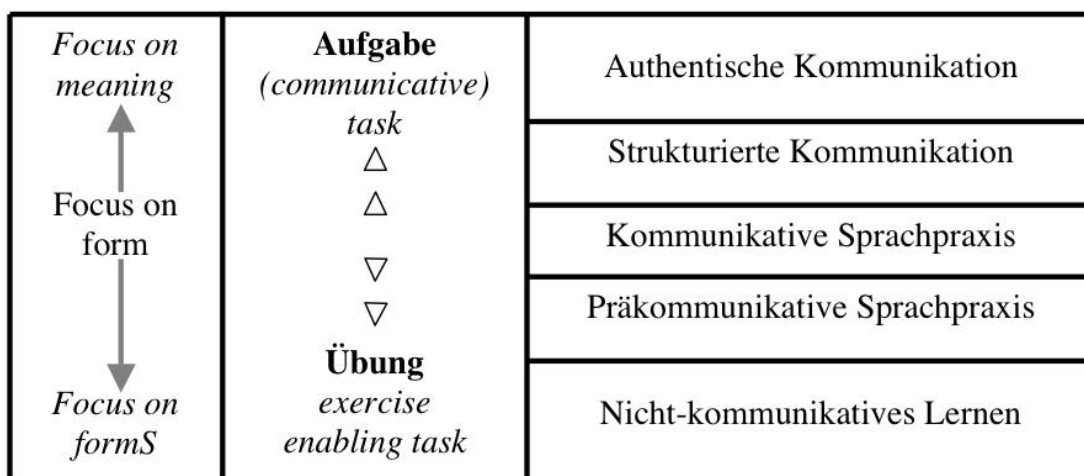 Focus on
meaning
Focus on
form
Focus on
formS
Aufgabe
(communicative)
task
Übung
exercise
enabling task
Authentische Kommunikation
Strukturierte Kommunikation
Kommunikative Sprachpraxis
Präkommunikative Sprachpraxis
Nicht-kommunikatives Lernen